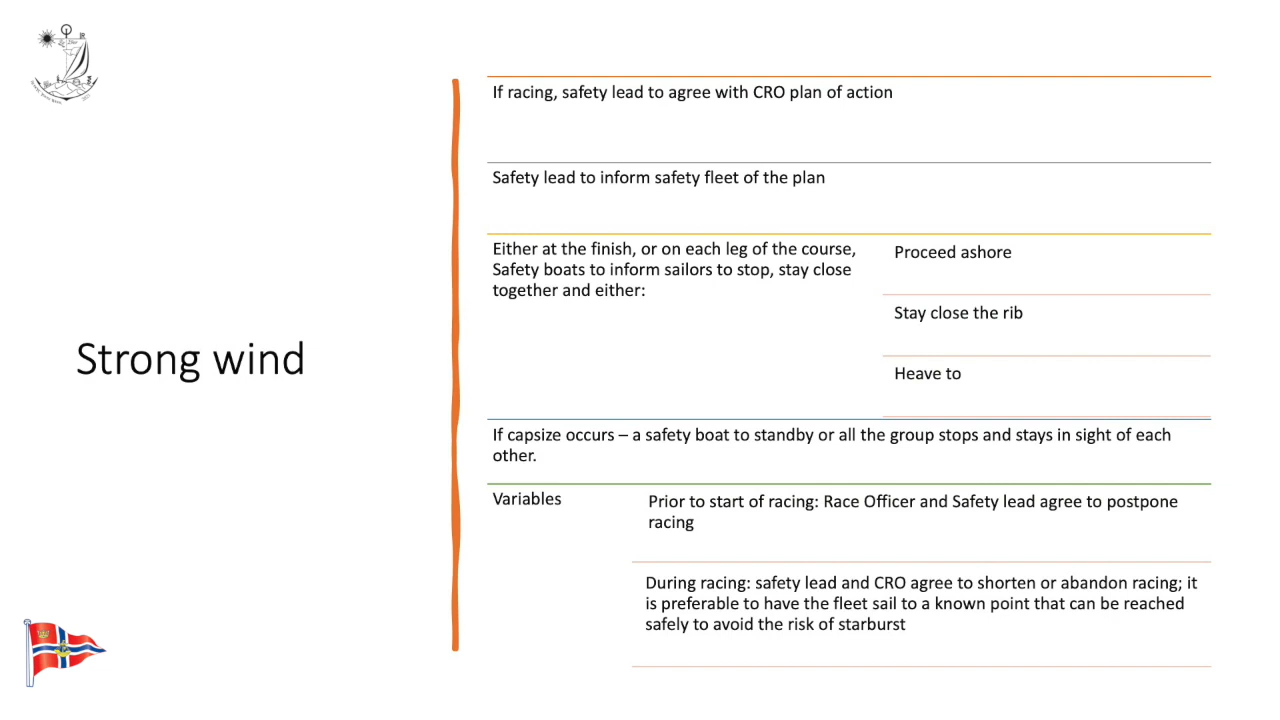 If racing, safety lead to agree with CRO plan of action
Safety lead to inform safety fleet of the plan
Either at the finish, or on each leg of the course,
Safety boats to inform sailors to stop, stay close
together and either:
Proceed ashore
Stay close the rib
Heave to
Strong wind
If capsize occurs – a safety boat to standby or all the group stops and stays in sight of each
other.
Variables
Prior to start of racing: Race Officer and Safety lead agree to postpone
racing
During racing: safety lead and CRO agree to shorten or abandon racing; it
is preferable to have the fleet sail to a known point that can be reached
safely to avoid the risk of starburst